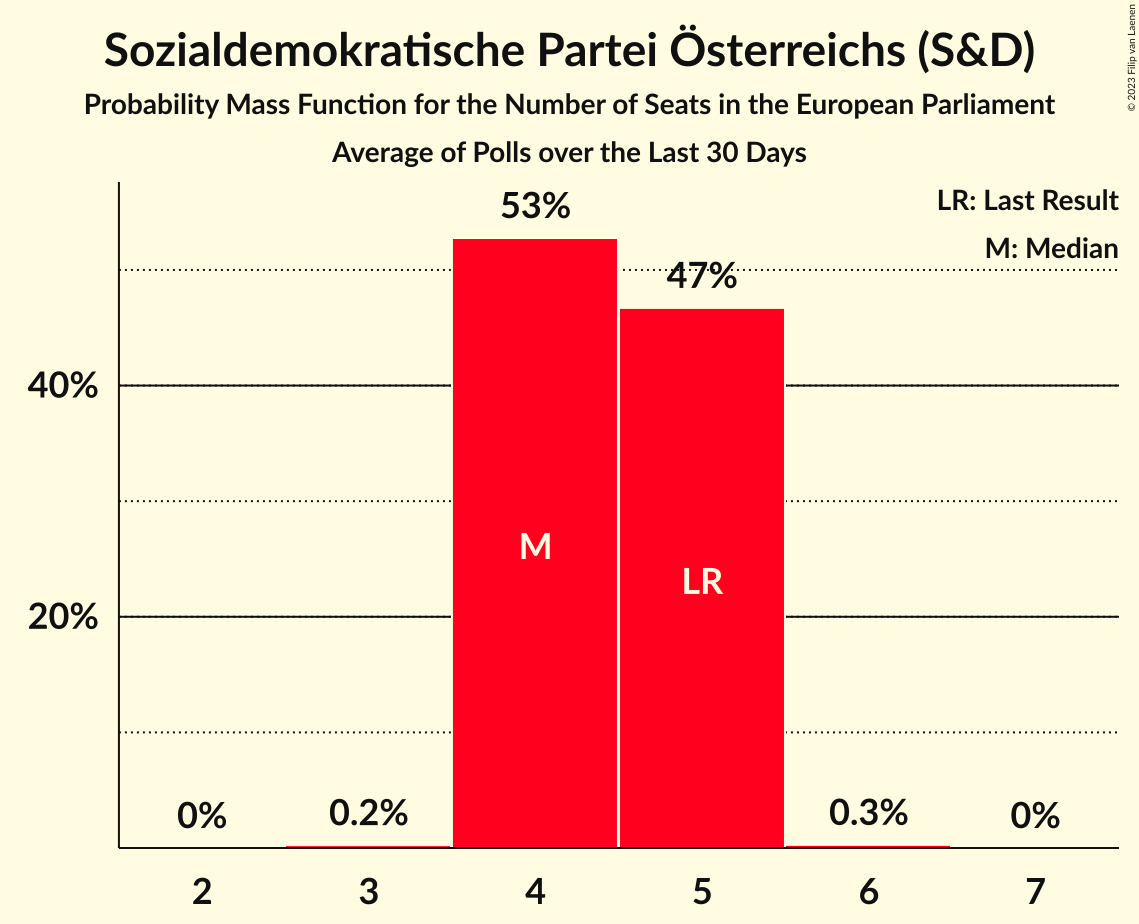 Sozialdemokratische Partei Österreichs (S&D)
Probability Mass Function for the Number of Seats in the European Parliament
Average of Polls over the Last 30 Days
© 2023 Filip van Laenen
LR: Last Result
M: Median
53%
47%
40%
M
LR
20%
0%
0.2%
0.3%
0%
2
3
4
5
6
7